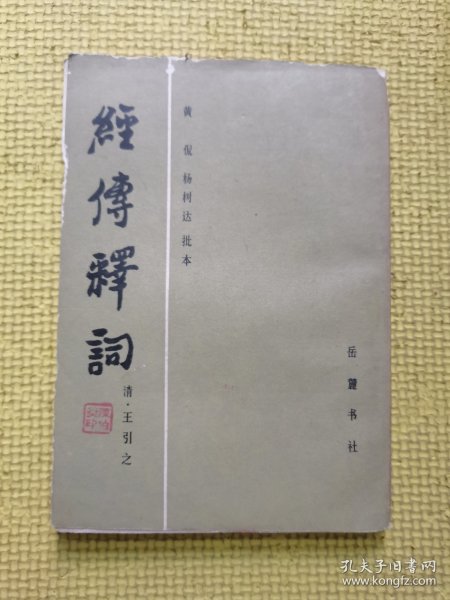 經傳釋詞
清·王引之
黄侃 杨树达 批本
岳麓书社
孔夫子旧书网
www.kongfz.com